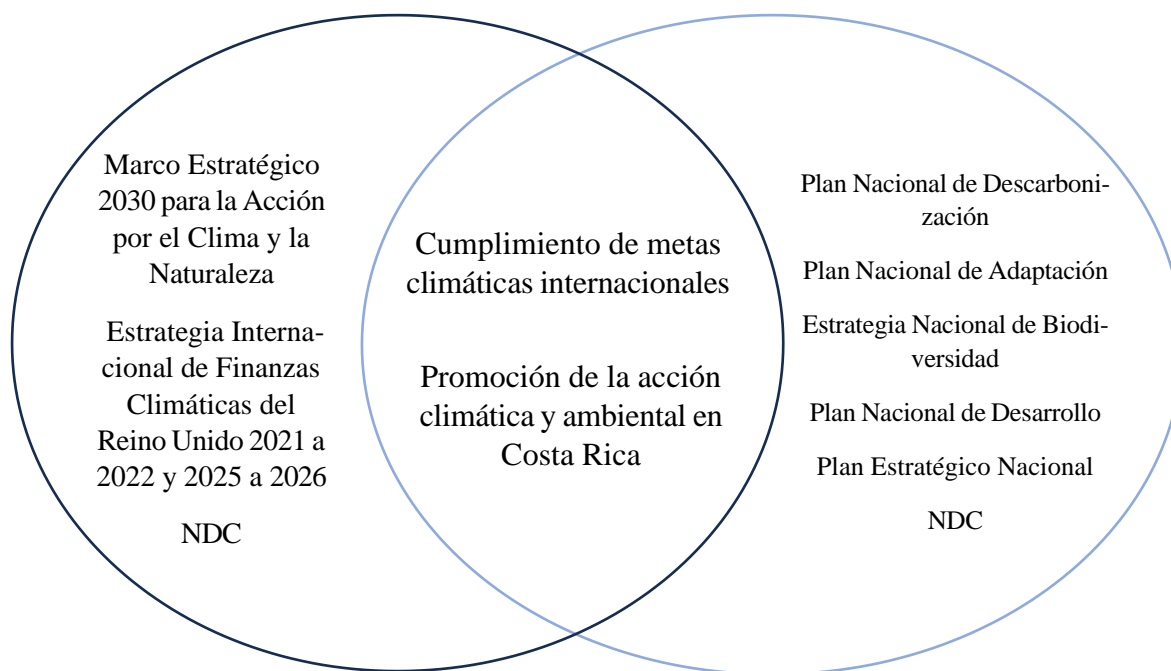 Marco Estratégico
2030 para la Acción
por el Clima y la
Naturaleza
Estrategia Interna-
cional de Finanzas
Climáticas del
Reino Unido 2021 a
2022 y 2025 a 2026
NDC
Cumplimiento de metas
climáticas internacionales
Promoción de la acción
climática y ambiental en
Costa Rica
Plan Nacional de Descarboni-
zación
Plan Nacional de Adaptación
Estrategia Nacional de Biodi-
versidad
Plan Nacional de Desarrollo
Plan Estratégico Nacional
NDC